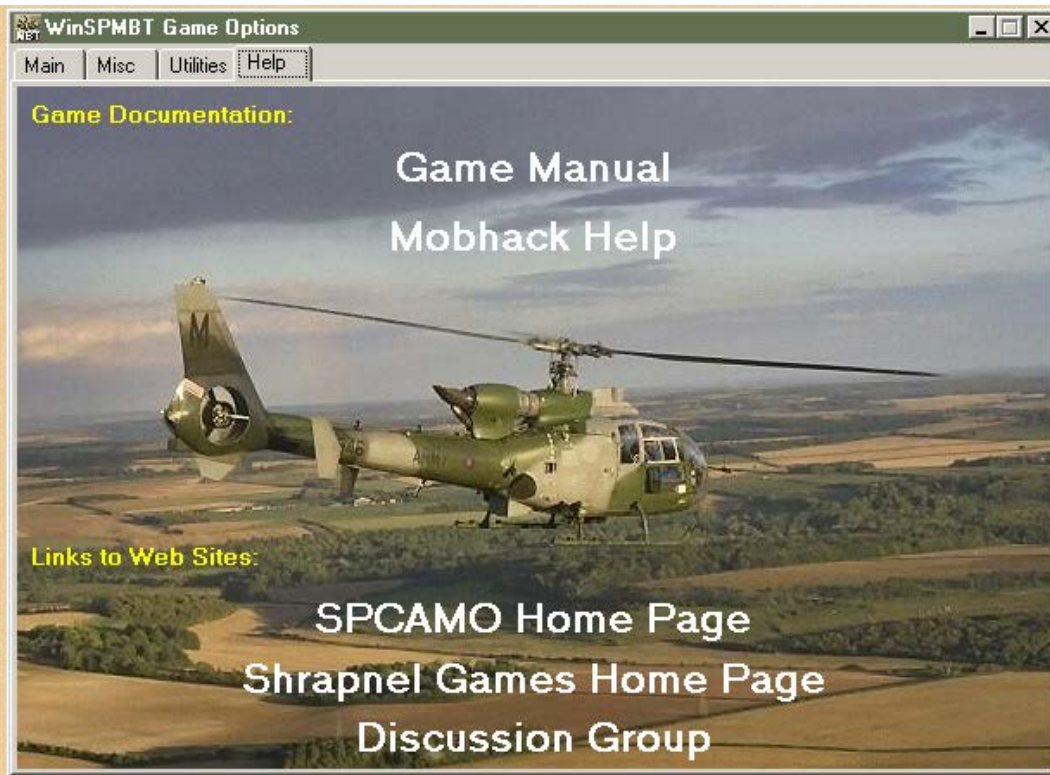 WinSPMBT Game Options
Main Misc Utilities Help
Game Documentation:
Game Manual
Mobhack Help
M
ARMY
Links to Web Sites:
SPCAMO Home Page
Shrapnel Games Home Page
Discussion Group